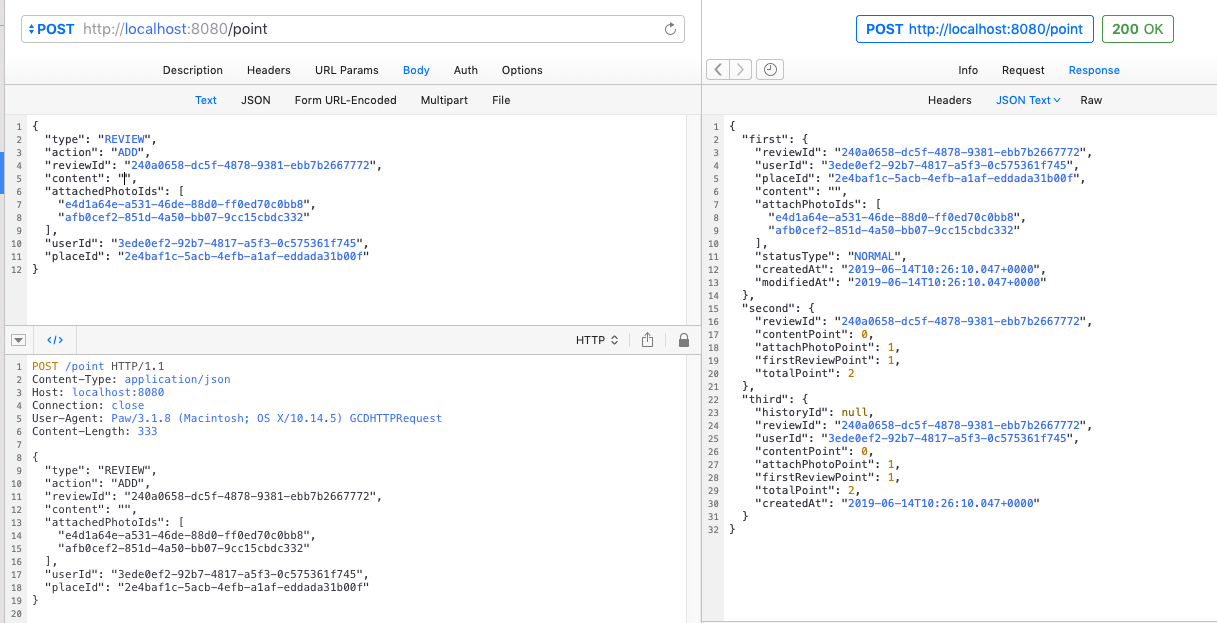 POST http://localhost:8080/point
Description Headers URL Params Body Auth Options
Text JSON Form URL-Encoded Multipart File
1 {
2 "type": "REVIEW",
3 "action": "ADD",
4 "reviewId": "240a0658-dc5f-4878-9381-ebb7b2667772",
5 "content": "",
6 "attachedPhotoIds": [
7 "e4d1a64e-a531-46de-88d0-ff0ed70c0bb8",
8 "afb0cef2-851d-4a50-bb07-9cc15cbdc332"
9 ],
10 "userId": "3ede0ef2-92b7-4817-a5f3-0c575361f745",
11 "placeId": "2e4baf1c-5acb-4efb-a1af-eddada31b00f"
12 }
</> HTTP
1 POST /point HTTP/1.1
2 Content-Type: application/json
3 Host: localhost:8080
4 Connection: close
5 User-Agent: Paw/3.1.8 (Macintosh; OS X/10.14.5) GCDHTTPRequest
6 Content-Length: 333
7
8 {
9 "type": "REVIEW",
10 "action": "ADD",
11 "reviewId": "240a0658-dc5f-4878-9381-ebb7b2667772",
12 "content": "",
13 "attachedPhotoIds": [
14 "e4d1a64e-a531-46de-88d0-ff0ed70c0bb8",
15 "afb0cef2-851d-4a50-bb07-9cc15cbdc332"
16 ],
17 "userId": "3ede0ef2-92b7-4817-a5f3-0c575361f745",
18 "placeId": "2e4baf1c-5acb-4efb-a1af-eddada31b00f"
19 }
20
POST http://localhost:8080/point 200 OK
Info Request Response
Headers JSON Text Raw
1 {
2 "first": {
3 "reviewId": "240a0658-dc5f-4878-9381-ebb7b2667772",
4 "userId": "3ede0ef2-92b7-4817-a5f3-0c575361f745",
5 "placeId": "2e4baf1c-5acb-4efb-a1af-eddada31b00f",
6 "content": "",
7 "attachPhotoIds": [
8 "e4d1a64e-a531-46de-88d0-ff0ed70c0bb8",
9 "afb0cef2-851d-4a50-bb07-9cc15cbdc332"
10 ],
11 "statusType": "NORMAL",
12 "createdAt": "2019-06-14T10:26:10.047+0000",
13 "modifiedAt": "2019-06-14T10:26:10.047+0000"
14 },
15 "second": {
16 "reviewId": "240a0658-dc5f-4878-9381-ebb7b2667772",
17 "contentPoint": 0,
18 "attachPhotoPoint": 1,
19 "firstReviewPoint": 1,
20 "totalPoint": 2
21 },
22 "third": {
23 "historyId": null,
24 "reviewId": "240a0658-dc5f-4878-9381-ebb7b2667772",
25 "userId": "3ede0ef2-92b7-4817-a5f3-0c575361f745",
26 "contentPoint": 0,
27 "attachPhotoPoint": 1,
28 "firstReviewPoint": 1,
29 "totalPoint": 2,
30 "createdAt": "2019-06-14T10:26:10.047+0000"
31 }
32 }